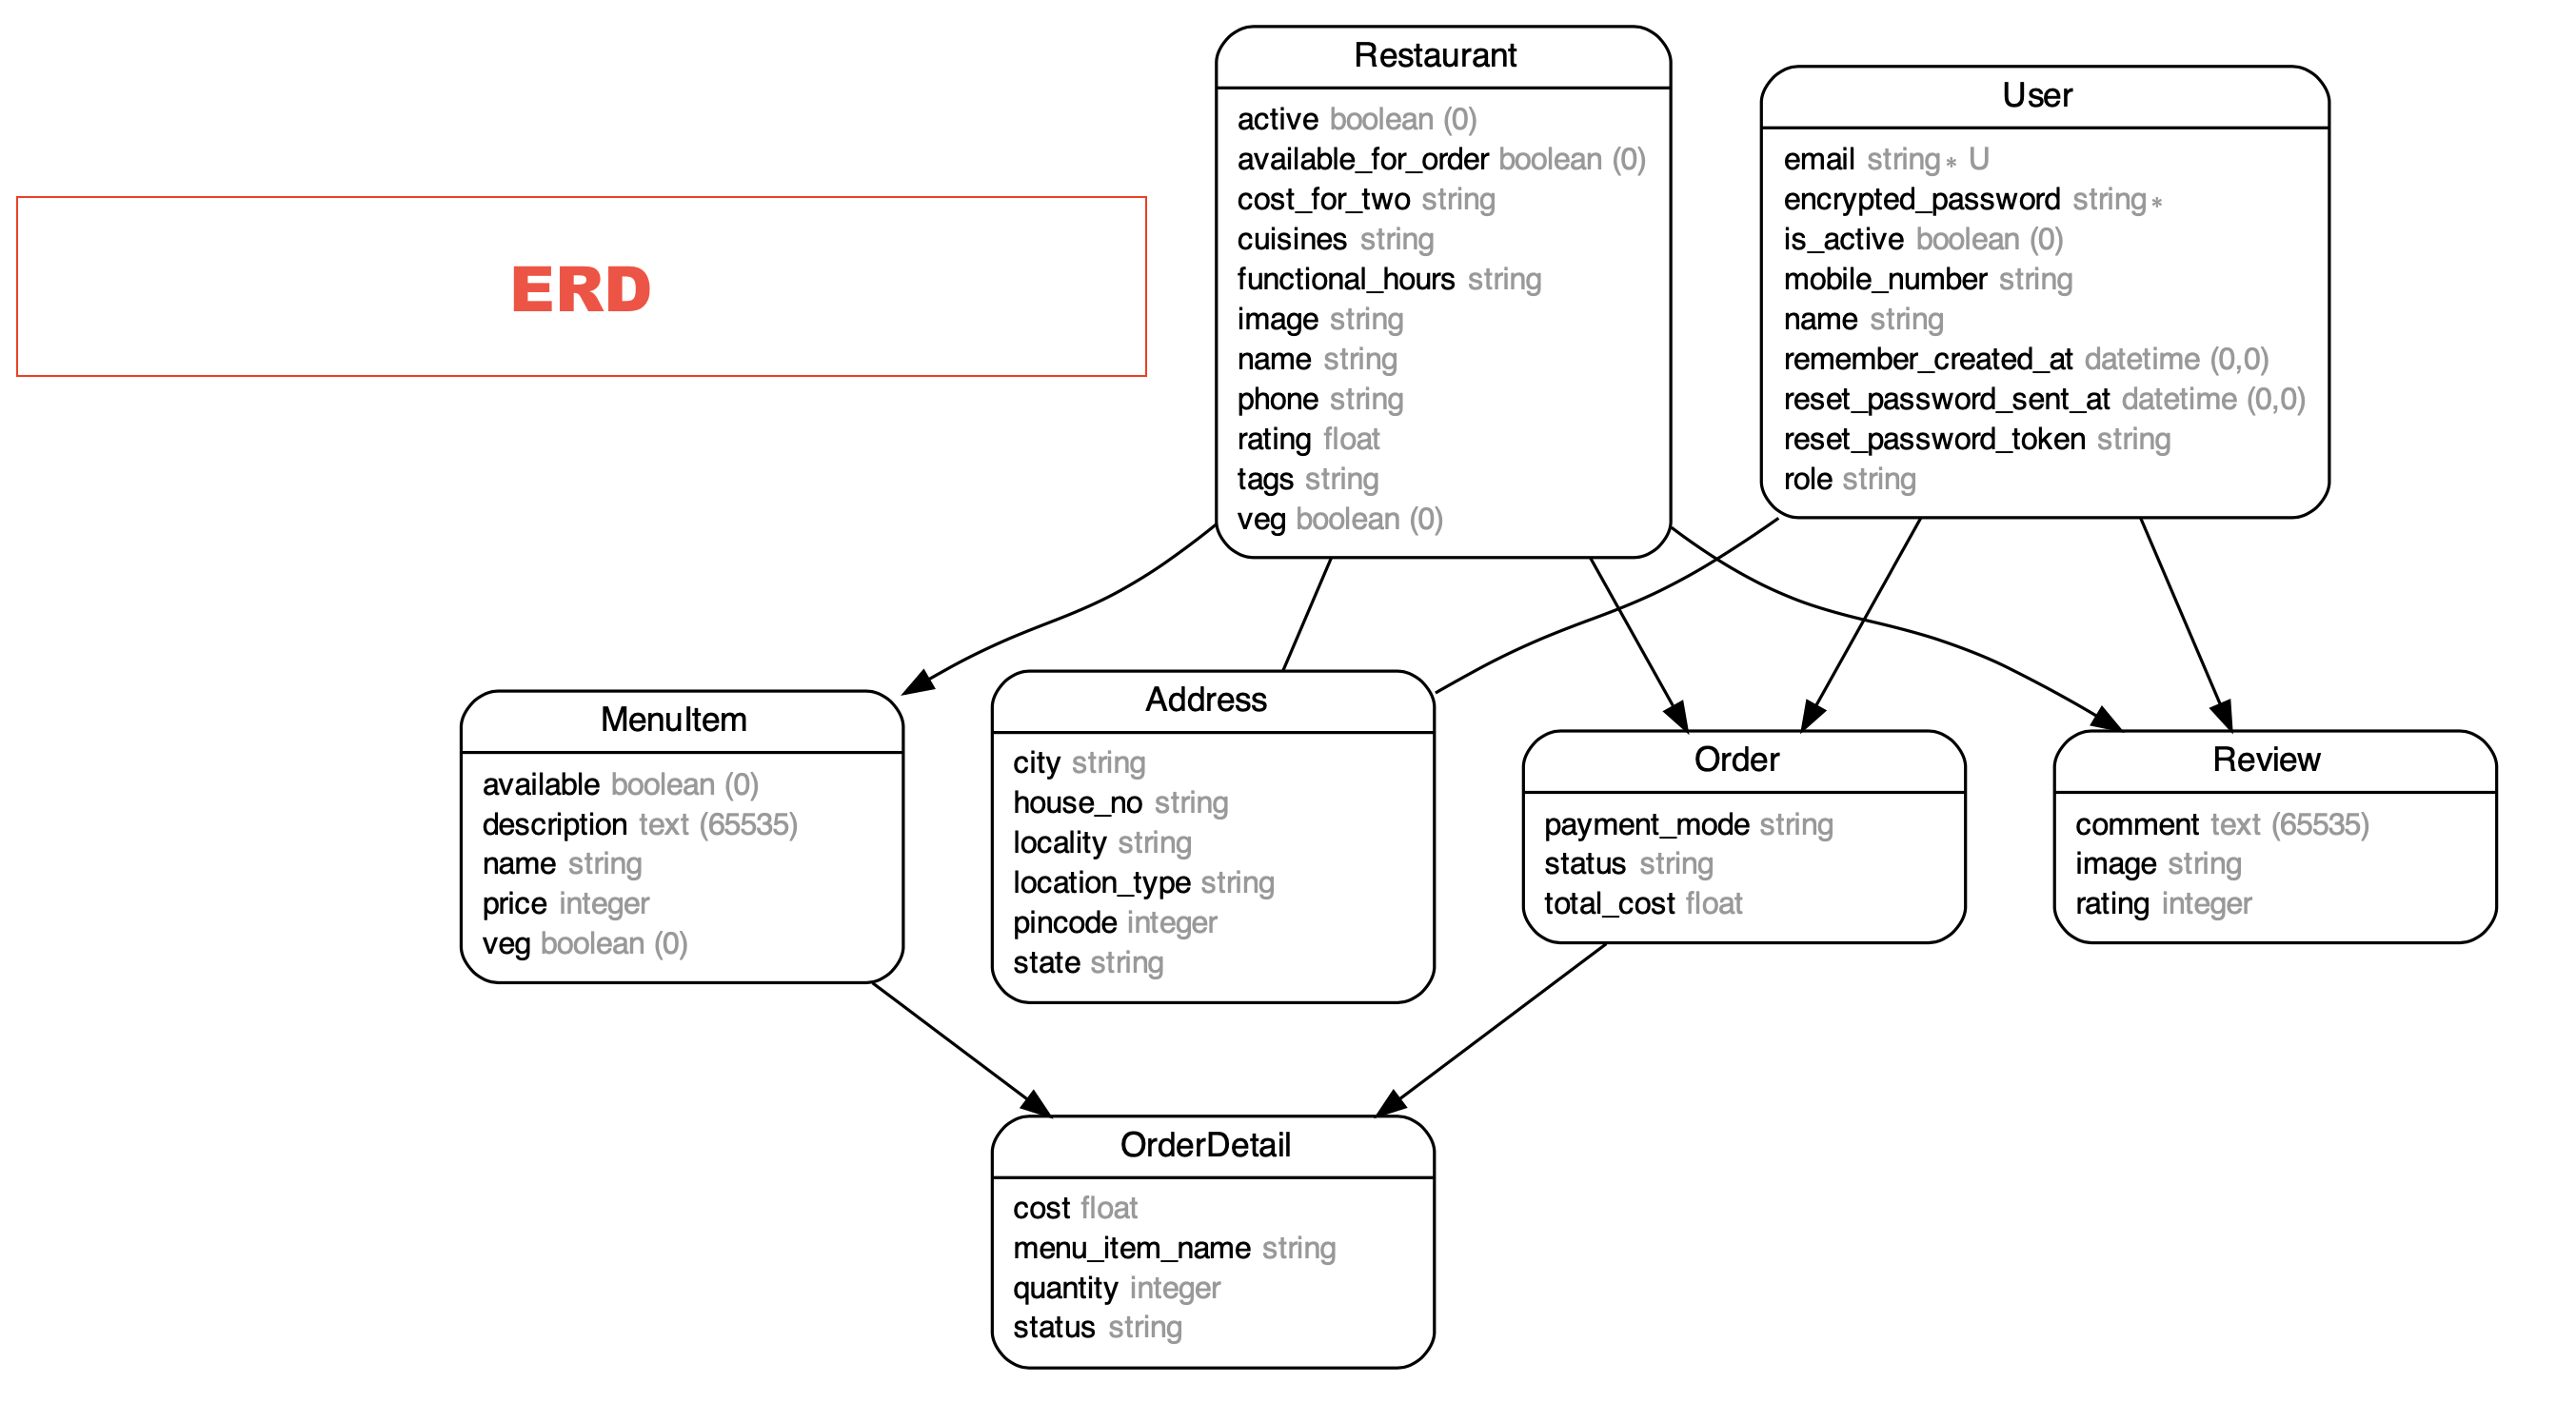 ERD
Restaurant
active boolean (0)
available_for_order boolean (0)
cost_for_two string
cuisines string
functional_hours string
image string
name string
phone string
rating float
tags string
veg boolean (0)
User
email string* U
encrypted_password string*
is_active boolean (0)
mobile_number string
name string
remember_created_at datetime (0,0)
reset_password_sent_at datetime (0,0)
reset_password_token string
role string
MenuItem
available boolean (0)
description text (65535)
name string
price integer
veg boolean (0)
Address
city string
house_no string
locality string
location_type string
pincode integer
state string
Order
payment_mode string
status string
total_cost float
Review
comment text (65535)
image string
rating integer
OrderDetail
cost float
menu_item_name string
quantity integer
status string